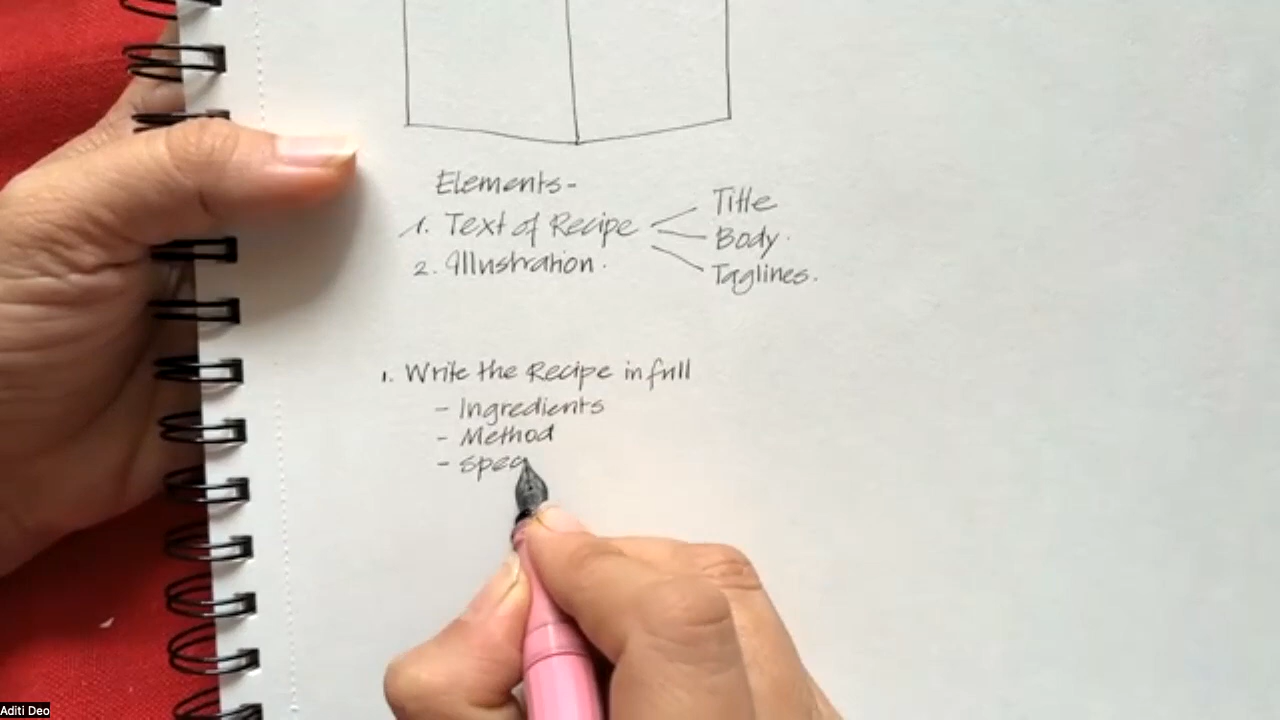 Elements-
1. Text of Recipe
Title
Body.
Taglines.
2. Illustration.
1. Write the Recipe in full
- Ingredients
- Method
- Spec
Aditi Deo